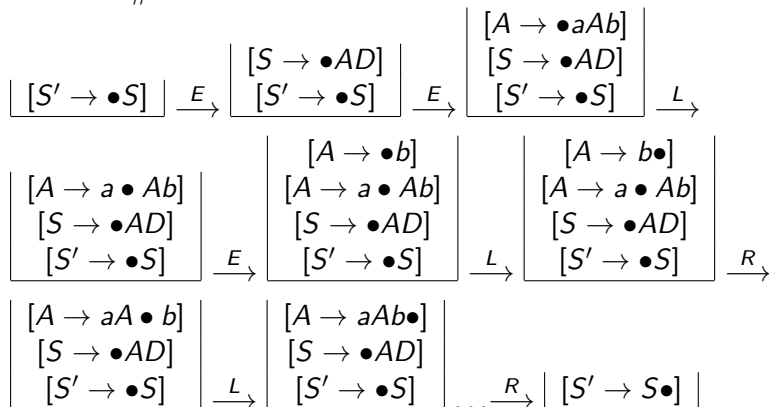 [A → •aAb]
[S → •AD] [S → •AD]
[S′ → •S] E→ [S′ → •S] E→ [S′ → •S] L→
[A → •b] [A → b•]
[A → a • Ab] [A → a • Ab] [A → a • Ab]
[S → •AD] [S → •AD] [S → •AD]
[S′ → •S] E→ [S′ → •S] L→ [S′ → •S] R→
[A → aA • b] [A → aAb•]
[S → •AD] [S → •AD]
[S′ → •S] L→ [S′ → •S] ... R→ [S′ → S•]